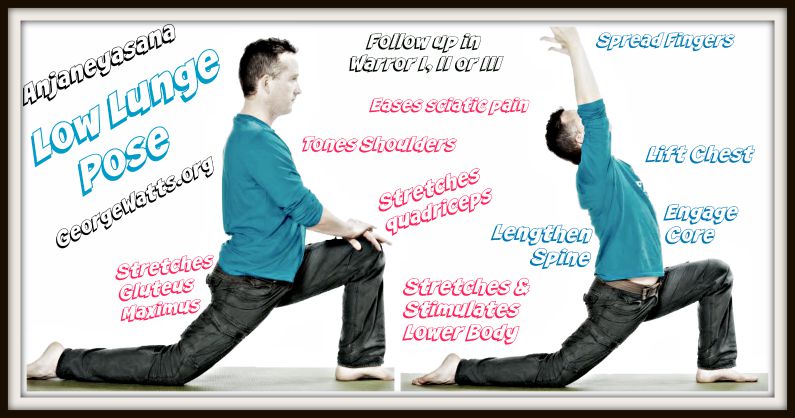 Anjaneyasana
Low Lunge
Pose
GeorgeWatts.org
Stretches
Gluteus
Maximus
Follow up in
Warror I, II or III
Eases sciatic pain
Tones Shoulders
Stretches
quadriceps
Stretches &
Stimulates
Lower Body
Spread Fingers
Lift Chest
Engage
Core
Lengthen
Spine